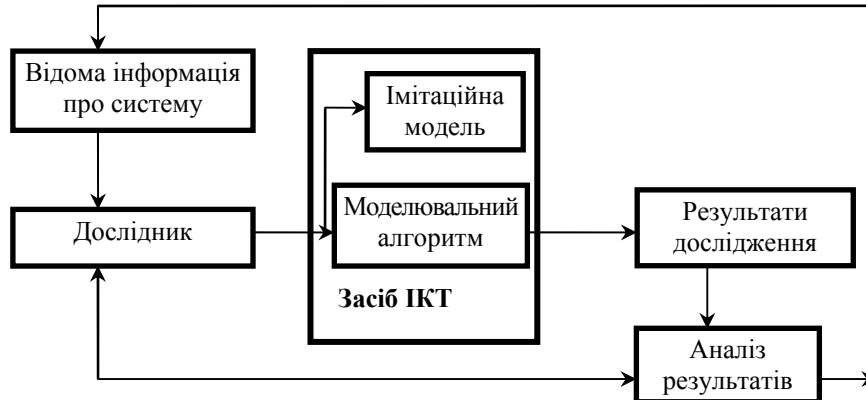 Відома інформація
про систему
Імітаційна
модель
Дослідник
Моделювальний
алгоритм
Результати
дослідження
Засіб ІКТ
Аналіз
результатів